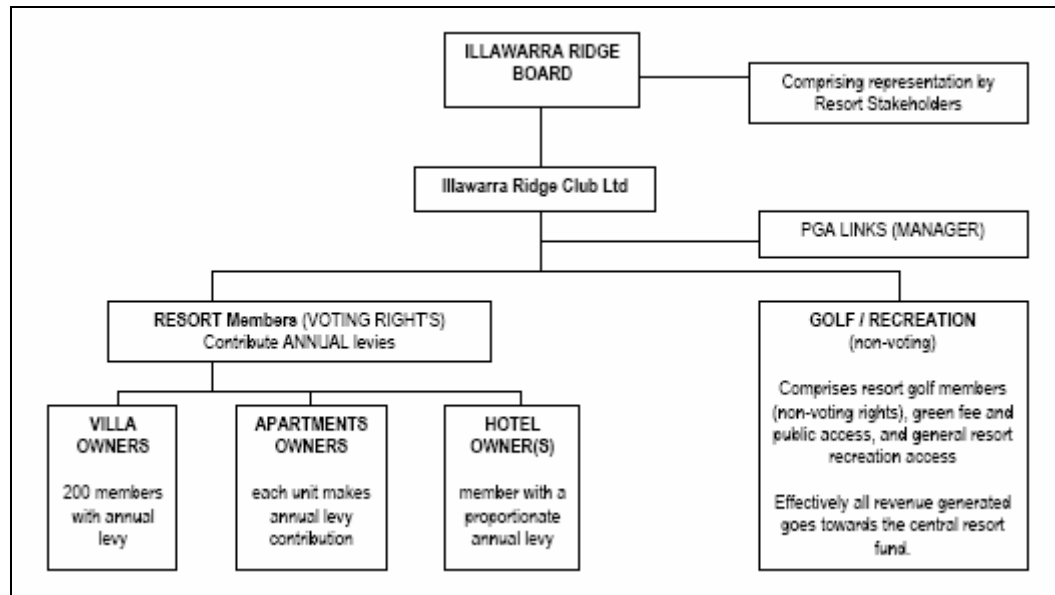 ILLAWARRA RIDGE
BOARD
Comprising representation by
Resort Stakeholders
Illawarra Ridge Club Ltd
PGA LINKS (MANAGER)
RESORT Members (VOTING RIGHT'S)
Contribute ANNUAL levies
GOLF / RECREATION
(non-voting)
Comprises resort golf members
(non-voting rights), green fee and
public access, and general resort
recreation access
Effectively all revenue generated
goes towards the central resort
fund.
VILLA
OWNERS
200 members
with annual
levy
APARTMENTS
OWNERS
each unit makes
annual levy
contribution
HOTEL
OWNER(S)
member with a
proportionate
annual levy